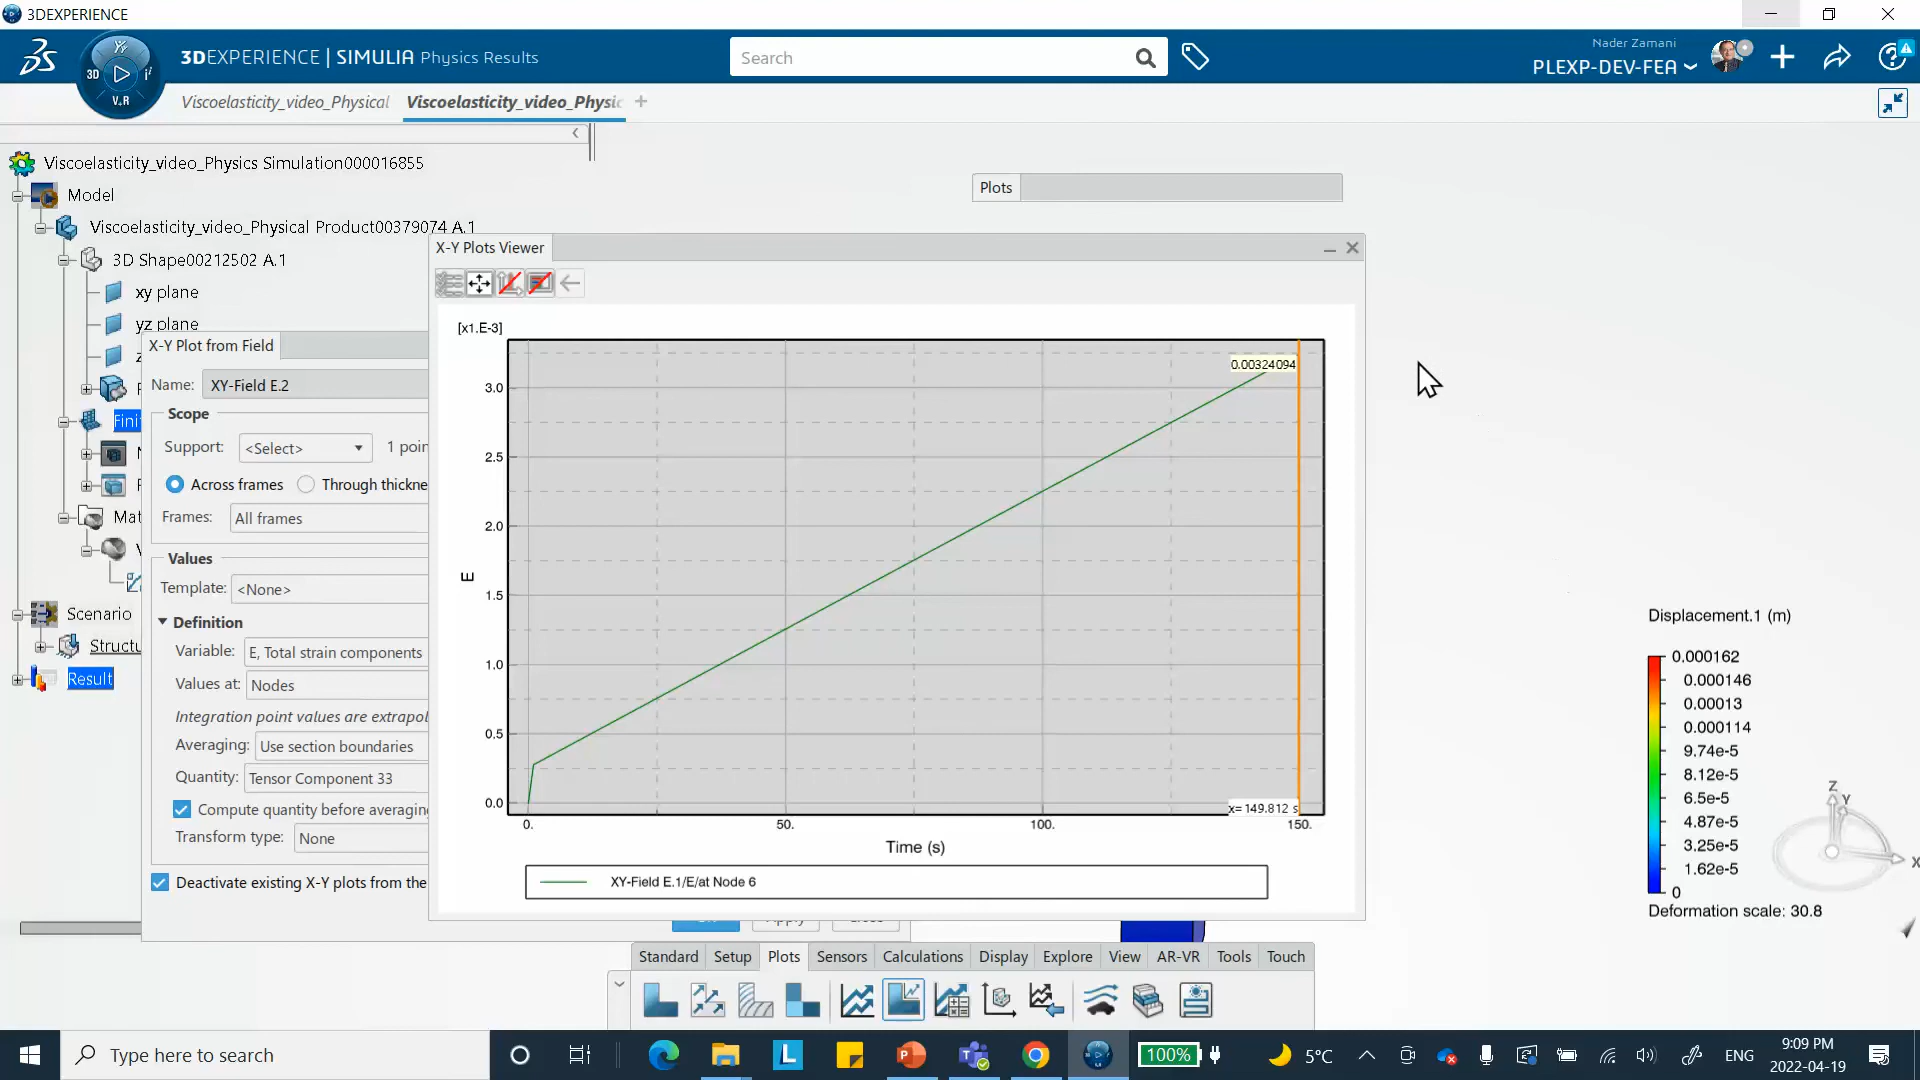 3DEXPERIENCE
3DEXPERIENCE | SIMULIA Physics Results
Search
Nader Zamani
PLEXP-DEV-FEA
3D
V.R
Viscoelasticity_video_Physical
Viscoelasticity_video_Physic
Viscoelasticity_video_Physics Simulation000016855
Model
Viscoelasticity_video_Physical Product00379074 A.1
3D Shape00212502 A.1
xy plane
yz plane
Plots
X-Y Plots Viewer
X-Y Plot from Field
Name: XY-Field E.2
Scope
Support: <Select> 1 poin
Across frames Through thickne
Frames: All frames
Values
Template: <None>
Definition
Variable: E, Total strain components
Values at: Nodes
Integration point values are extrapol
Averaging: Use section boundaries
Quantity: Tensor Component 33
Compute quantity before averaging
Transform type: None
Deactivate existing X-Y plots from the
Fini
Mat
Scenario
Structu
Result
[x1.E-3]
0.00324094
3.0
2.5
2.0
1.5
1.0
0.5
0.0
E
x=149.812 s
0. 50. 100. 150.
Time (s)
XY-Field E.1/E/at Node 6
Displacement.1 (m)
0.000162
0.000146
0.00013
0.000114
9.74e-5
8.12e-5
6.5e-5
4.87e-5
3.25e-5
1.62e-5
0
Deformation scale: 30.8
Z
Y
X
Standard Setup Plots Sensors Calculations Display Explore View AR-VR Tools Touch
Type here to search
100%
5°C
ENG
9:09 PM
2022-04-19